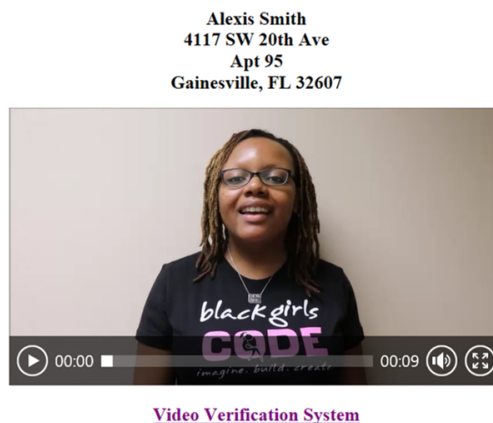 Alexis Smith
4117 SW 20th Ave
Apt 95
Gainesville, FL 32607
black girls
CODE
imagine. build. create
00:00
00:09
Video Verification System